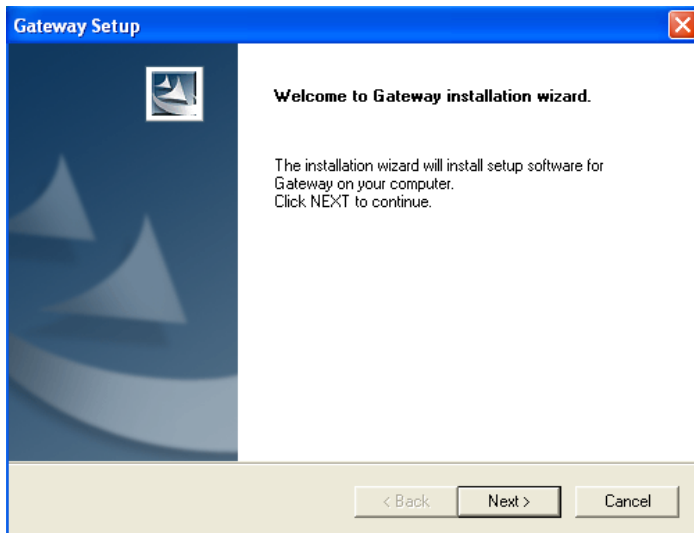 Gateway Setup
Welcome to Gateway installation wizard.
The installation wizard will install setup software for
Gateway on your computer.
Click NEXT to continue.
< Back
Next >
Cancel